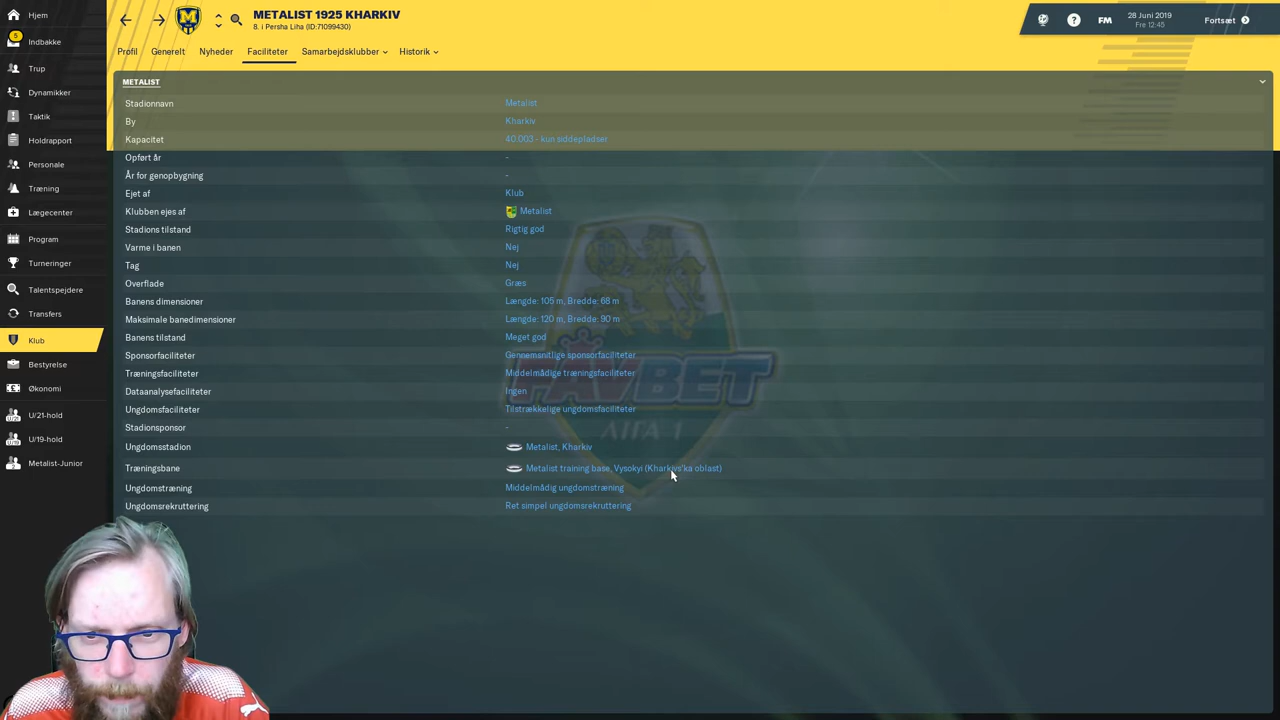 Hjem
5
Indbakke
Trup
Dynamikker
Taktik
Holdrapport
Personale
Træning
Lægecenter
Program
Turneringer
Talentspejdere
Transfers
Klub
Bestyrelse
Økonomi
U/21-hold
U/19-hold
Metalist-Junior
METALIST 1925 KHARKIV
8. i Persha Liha (ID:71099430)
FM
28 Juni 2019
Fre 12:45
Fortsæt
Profil
Generelt
Nyheder
Faciliteter
Samarbejdsklubber
Historik
METALIST
Stadionnavn Metalist
By Kharkiv
Kapacitet 40.003 - kun siddepladser
Opført år -
År for genopbygning -
Ejet af Klub
Klubben ejes af Metalist
Stadions tilstand Rigtig god
Varme i banen Nej
Tag Nej
Overflade Græs
Banens dimensioner Længde: 105 m, Bredde: 68 m
Maksimale banedimensioner Længde: 120 m, Bredde: 90 m
Banens tilstand Meget god
Sponsorfaciliteter Gennemsnitlige sponsorfaciliteter
Træningsfaciliteter Middelmådige træningsfaciliteter
Dataanalysefaciliteter Ingen
Ungdomsfaciliteter Tilstrækkelige ungdomsfaciliteter
Stadionsponsor -
Ungdomsstadion Metalist, Kharkiv
Træningsbane Metalist training base, Vysokyi (Kharkivs'ka oblast)
Ungdomstræning Middelmådig ungdomstræning
Ungdomsrekruttering Ret simpel ungdomsrekruttering
FAVBET
ЛІГА 1